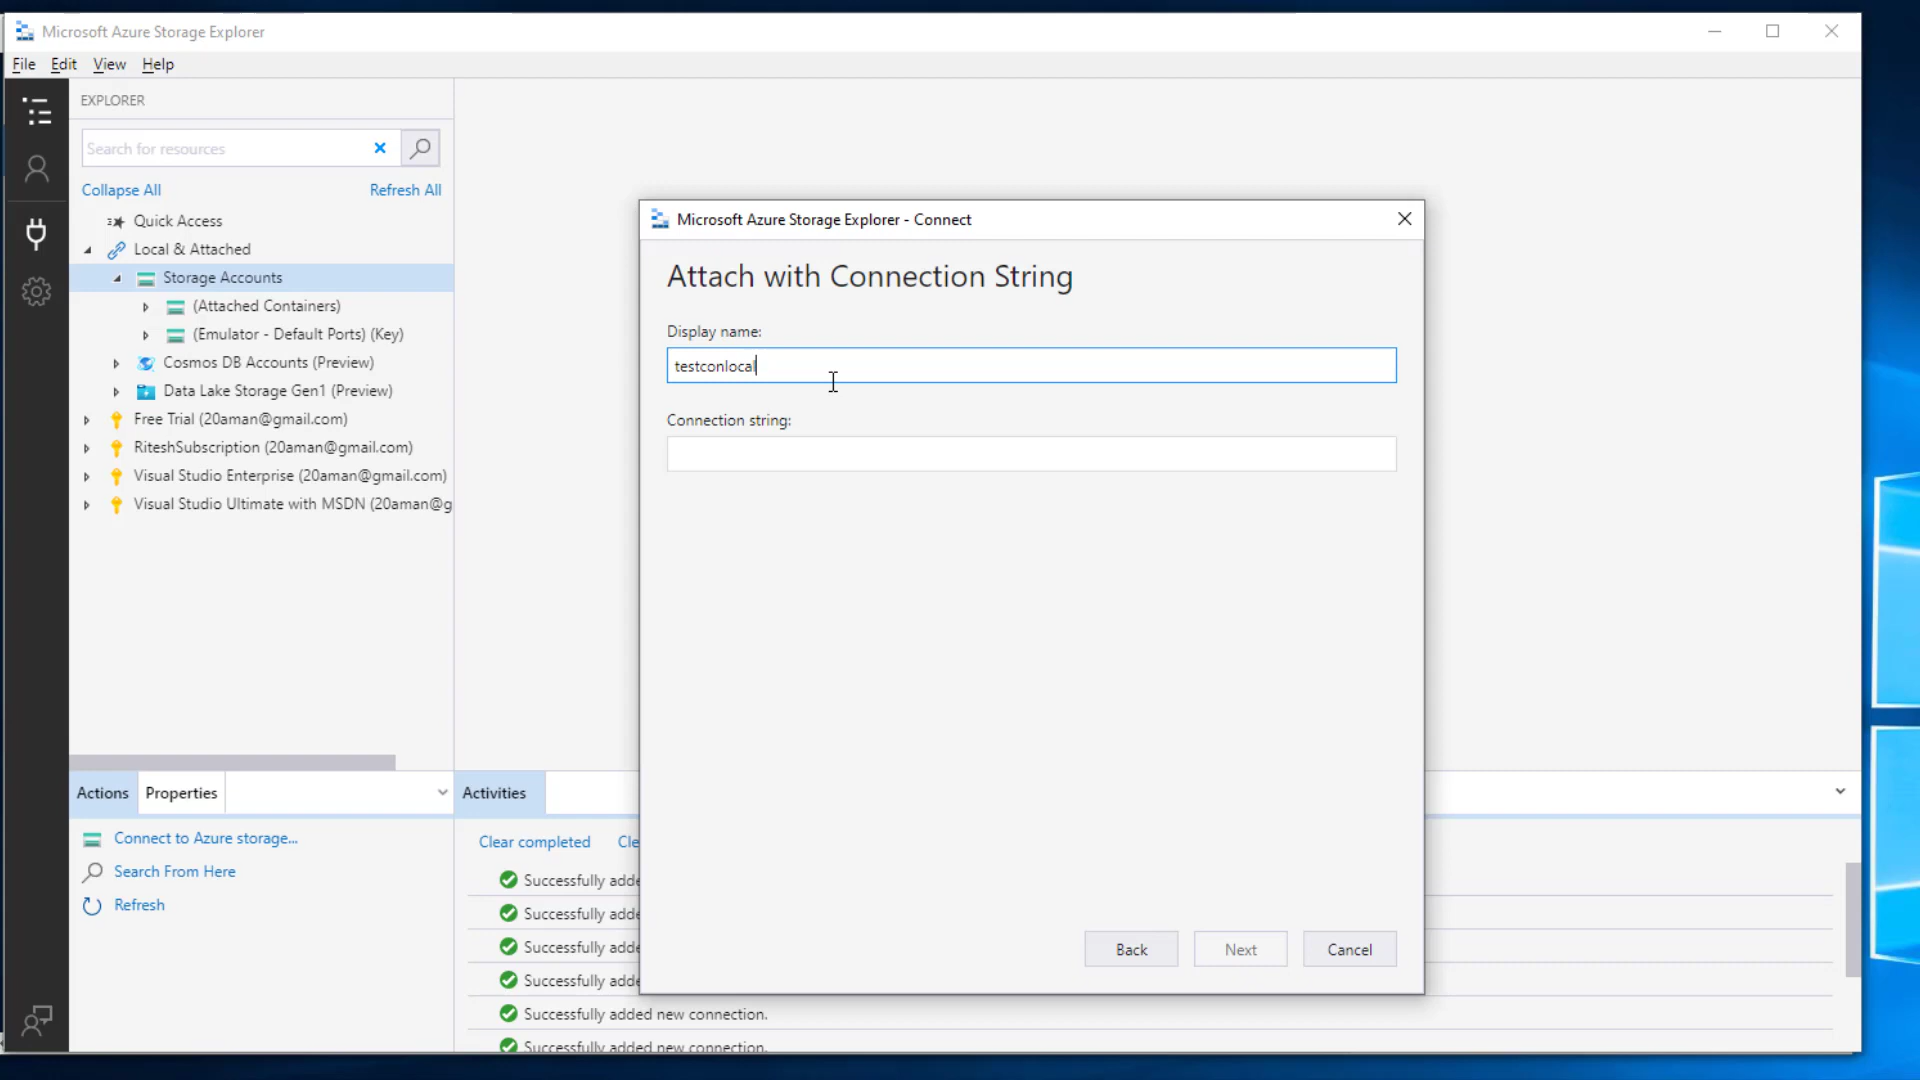 Microsoft Azure Storage Explorer
File Edit View Help
EXPLORER
Search for resources
Collapse All Refresh All
Quick Access
Local & Attached
Storage Accounts
(Attached Containers)
(Emulator - Default Ports) (Key)
Cosmos DB Accounts (Preview)
Data Lake Storage Gen1 (Preview)
Free Trial (20aman@gmail.com)
RiteshSubscription (20aman@gmail.com)
Visual Studio Enterprise (20aman@gmail.com)
Visual Studio Ultimate with MSDN (20aman@g
Microsoft Azure Storage Explorer - Connect
Attach with Connection String
Display name:
testconlocal
Connection string:
Back Next Cancel
Actions Properties
Connect to Azure storage...
Search From Here
Refresh
Activities
Clear completed Cle
Successfully adde
Successfully adde
Successfully adde
Successfully adde
Successfully added new connection.
Successfully added new connection.